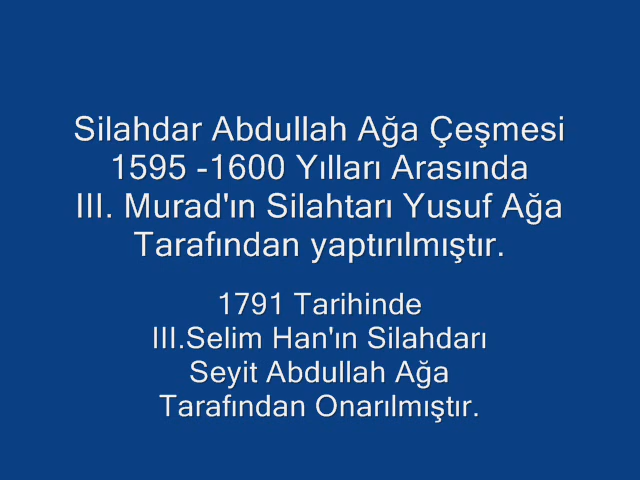 Silahdar Abdullah Ağa Çeşmesi
1595 -1600 Yılları Arasında
III. Murad'ın Silahtarı Yusuf Ağa
Tarafından yaptırılmıştır.
1791 Tarihinde
III.Selim Han'ın Silahdarı
Seyit Abdullah Ağa
Tarafından Onarılmıştır.